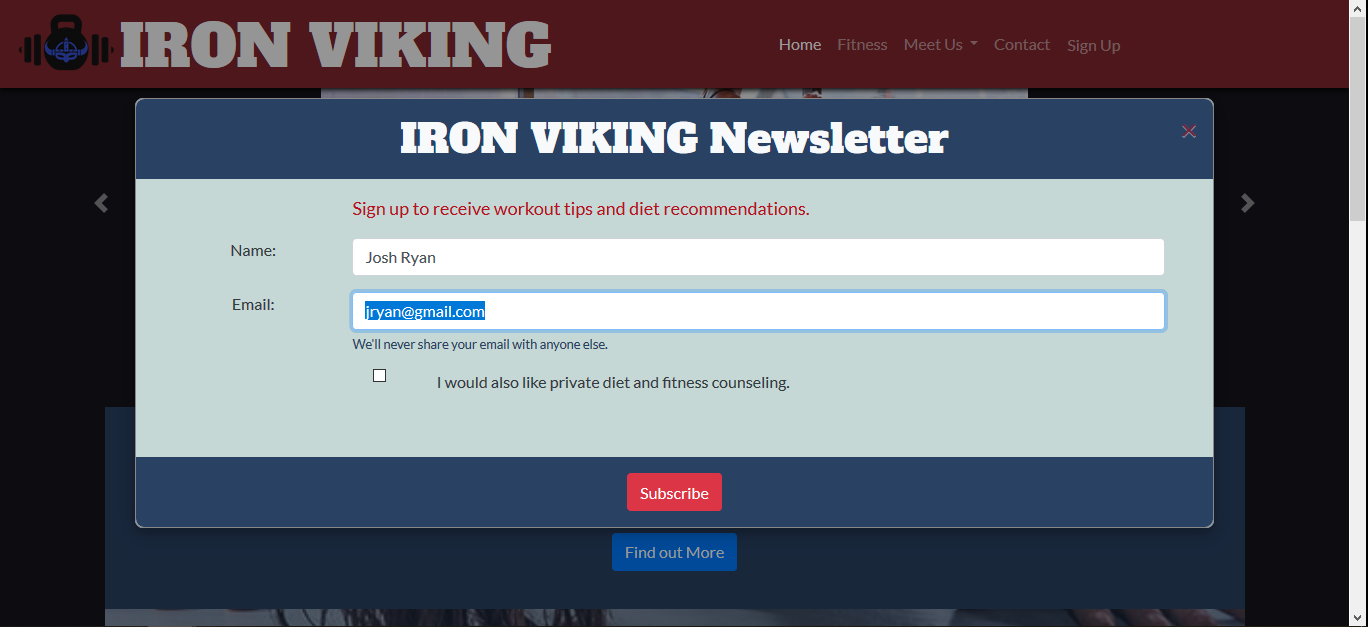 IRON VIKING
Home Fitness Meet Us Contact Sign Up
IRON VIKING Newsletter
Sign up to receive workout tips and diet recommendations.
Name:
Josh Ryan
Email:
jryan@gmail.com
We'll never share your email with anyone else.
I would also like private diet and fitness counseling.
Subscribe
Find out More